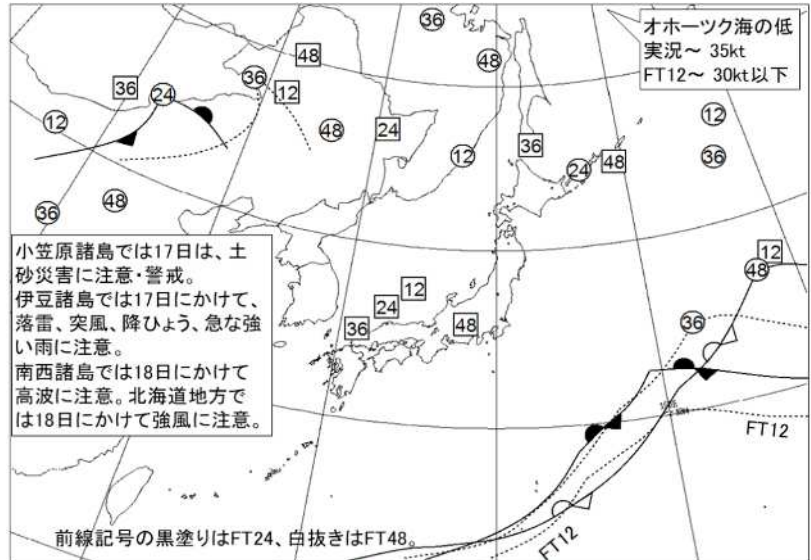 オホーツク海の低
実況～ 35kt
FT12～ 30kt以下
36
48
36
48
36
24
36
12
12
12
48
24
12
36
24
48
12
36
36
48
小笠原諸島では17日は、土
砂災害に注意・警戒。
伊豆諸島では17日にかけて、
落雷、突風、降ひょう、急な強
い雨に注意。
南西諸島では18日にかけて
高波に注意。北海道地方で
は18日にかけて強風に注意。
12
48
12
24
36
48
36
FT12
FT12
前線記号の黒塗りはFT24、白抜きはFT48。